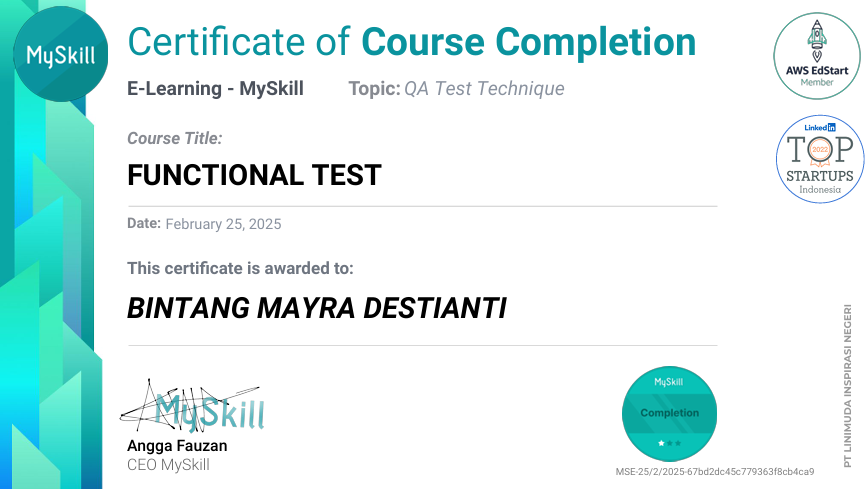 MySkill
Certificate of Course Completion
E-Learning - MySkill Topic: QA Test Technique
AWS EdStart
Member
Course Title:
FUNCTIONAL TEST
Linked in
2022
TOP
STARTUPS
Indonesia
Date: February 25, 2025
This certificate is awarded to:
BINTANG MAYRA DESTIANTI
MySkill
Angga Fauzan
CEO MySkill
MySkill
Completion
MSE-25/2/2025-67bd2dc45c779363f8cb4ca9
PT LINIMUDA INSPIRASI NEGERI